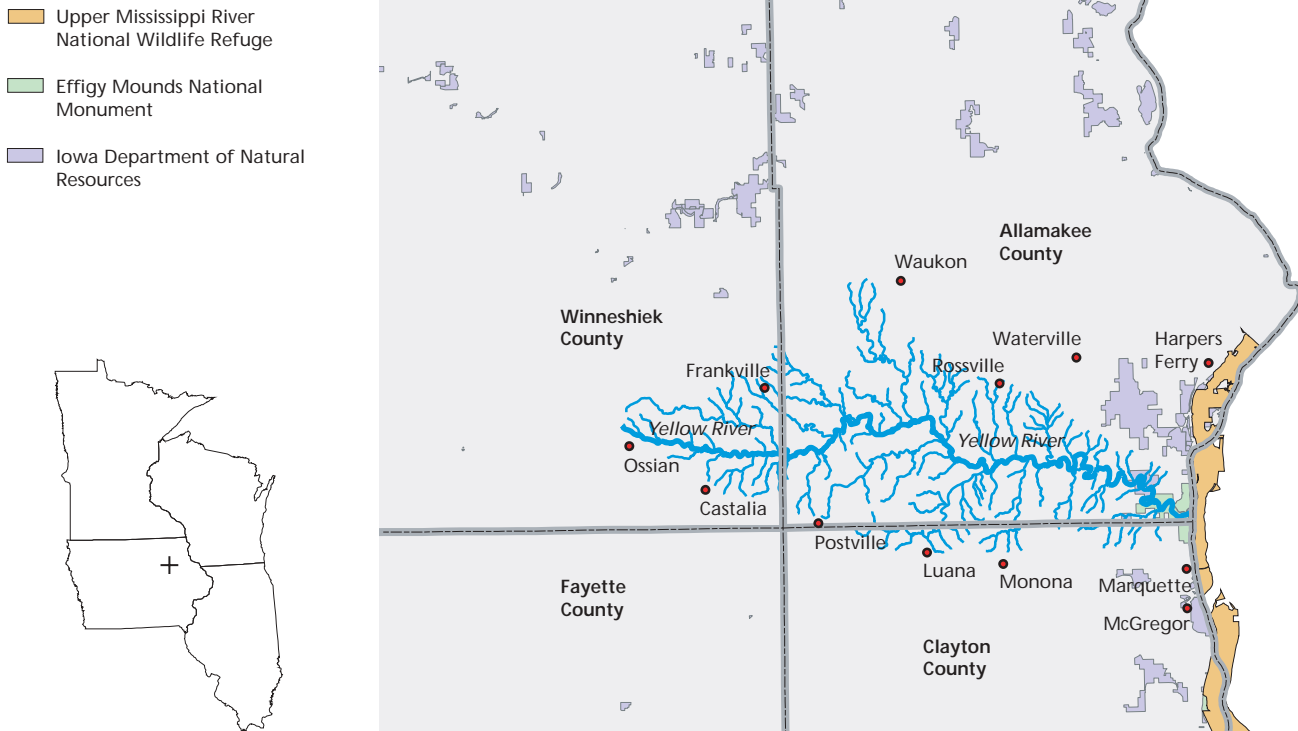 Upper Mississippi River
National Wildlife Refuge
Effigy Mounds National
Monument
Iowa Department of Natural
Resources
Allamakee
County
Waukon
Winneshiek
County
Waterville
Harpers
Ferry
Rossville
Frankville
Yellow River
Yellow River
Ossian
Castalia
Postville
Luana
Monona
Marquette
Fayette
County
McGregor
Clayton
County